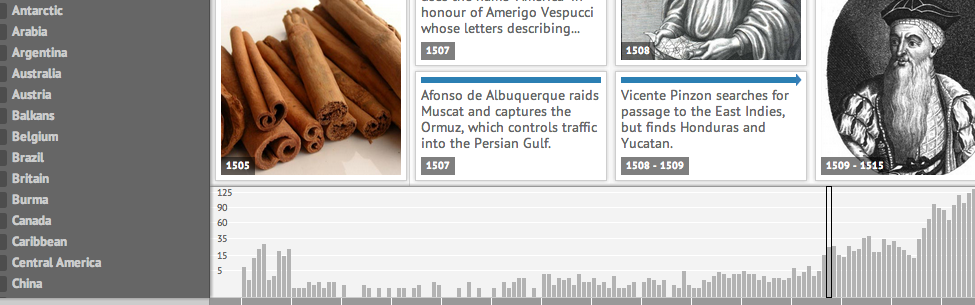 Antarctic
Arabia
Argentina
Australia
Austria
Balkans
Belgium
Brazil
Britain
Burma
Canada
Caribbean
Central America
China
1505
honour of Amerigo Vespucci
whose letters describing...
1507
Afonso de Albuquerque raids
Muscat and captures the
Ormuz, which controls traffic
into the Persian Gulf.
1507
1508
Vicente Pinzon searches for
passage to the East Indies,
but finds Honduras and
Yucatan.
1508 - 1509
1509 - 1515
125
90
60
35
15
5